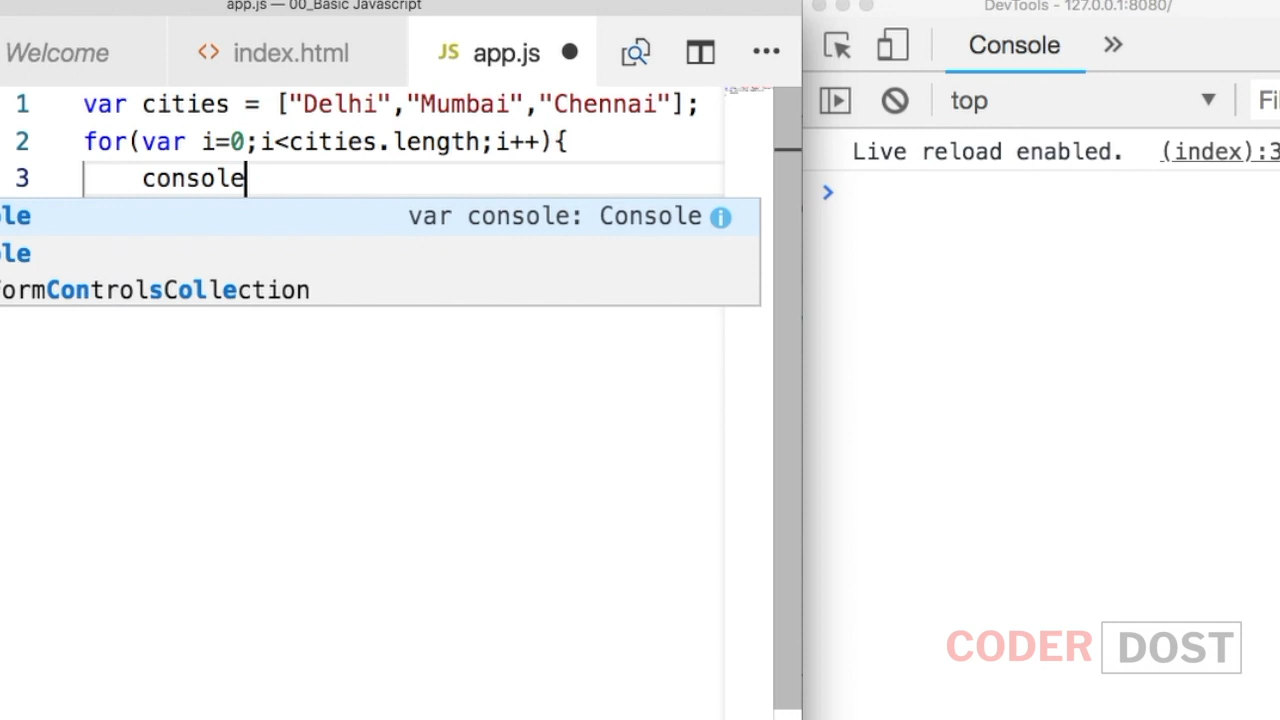 app.js — 00_Basic Javascript
Welcome
<> index.html
JS app.js
1 var cities = ["Delhi","Mumbai","Chennai"];
2 for(var i=0;i<cities.length;i++){
3 console
le var console: Console
le
ormControlsCollection
DevTools - 127.0.0.1:8080/
Console
top
Fi
Live reload enabled. (index):3
>
CODER DOST